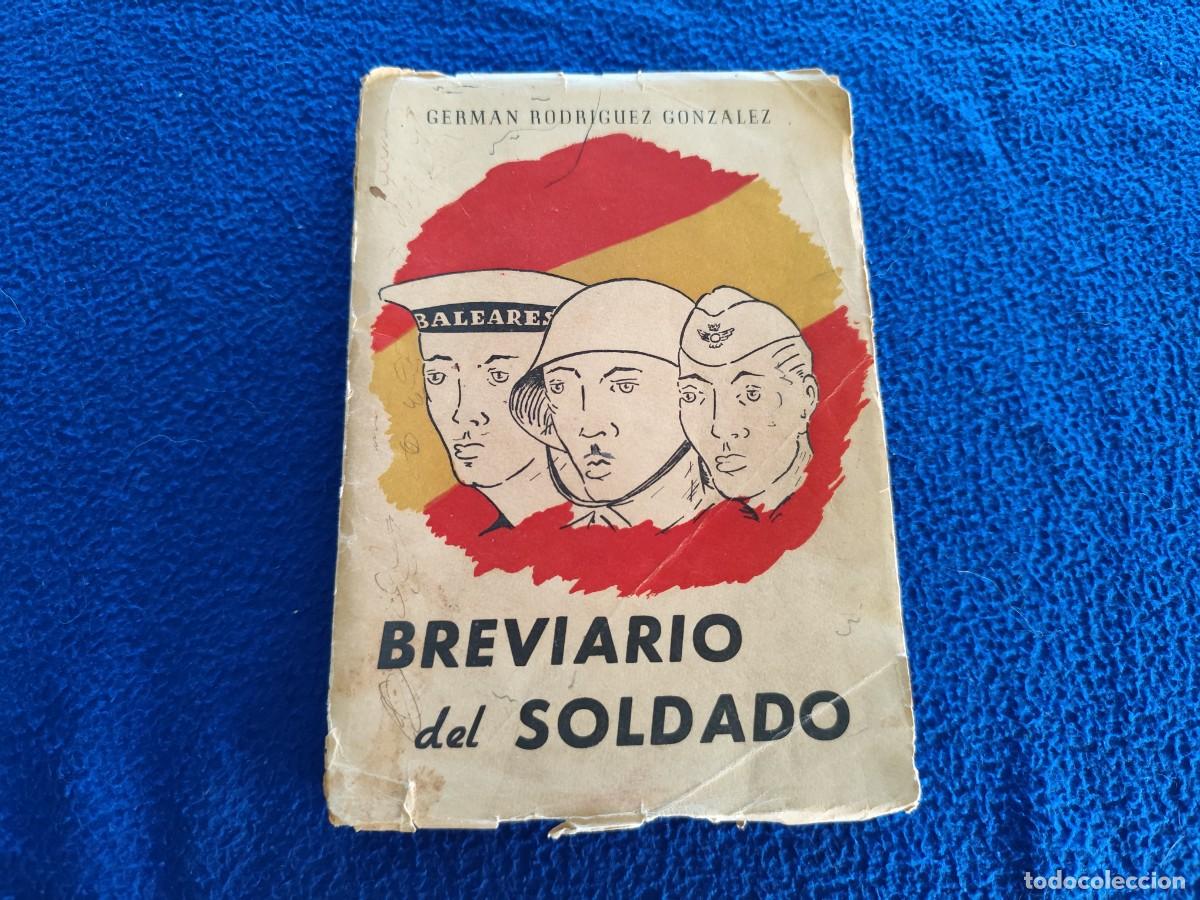 GERMAN RODRIGUEZ GONZALEZ
BALEARES
BREVIARIO
del SOLDADO
todocoleccion